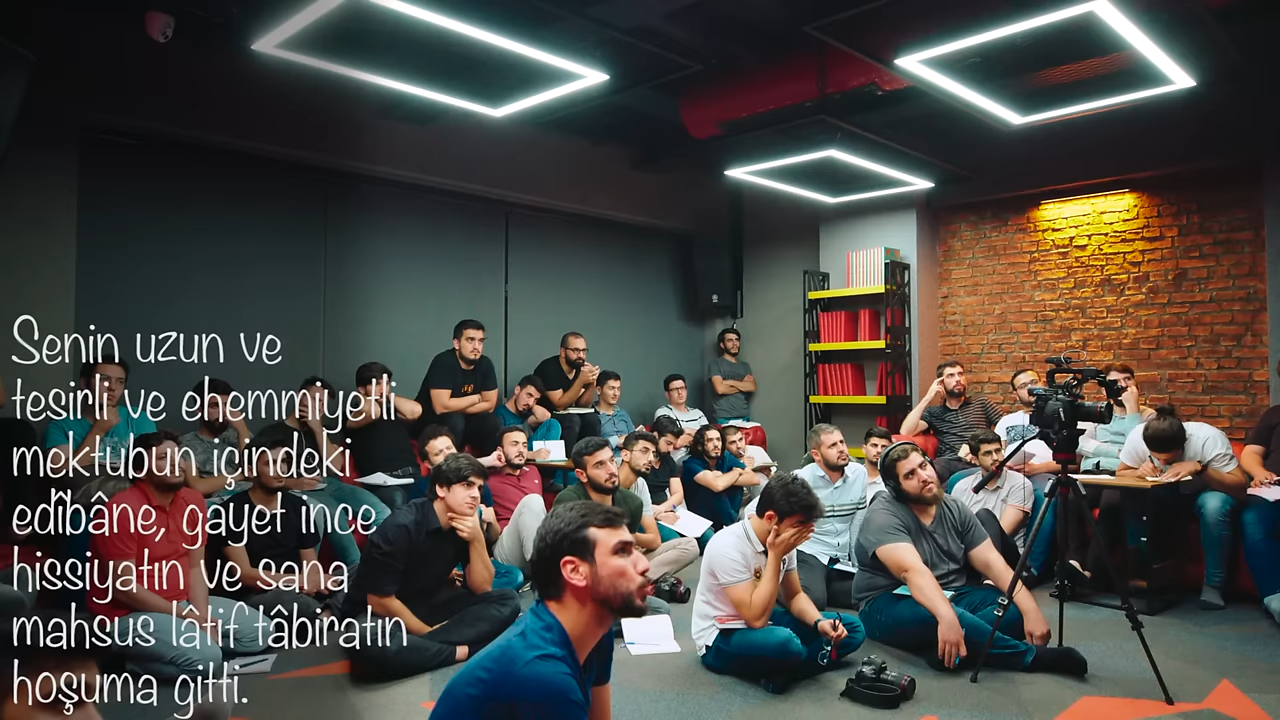 Senin uzun ve
tesirli ve ehemmiyetli
mektubun içindeki
edîbâne, gayet ince
hissiyatın ve sana
mahsus lâtif tâbiratın
hoşuma gitti.